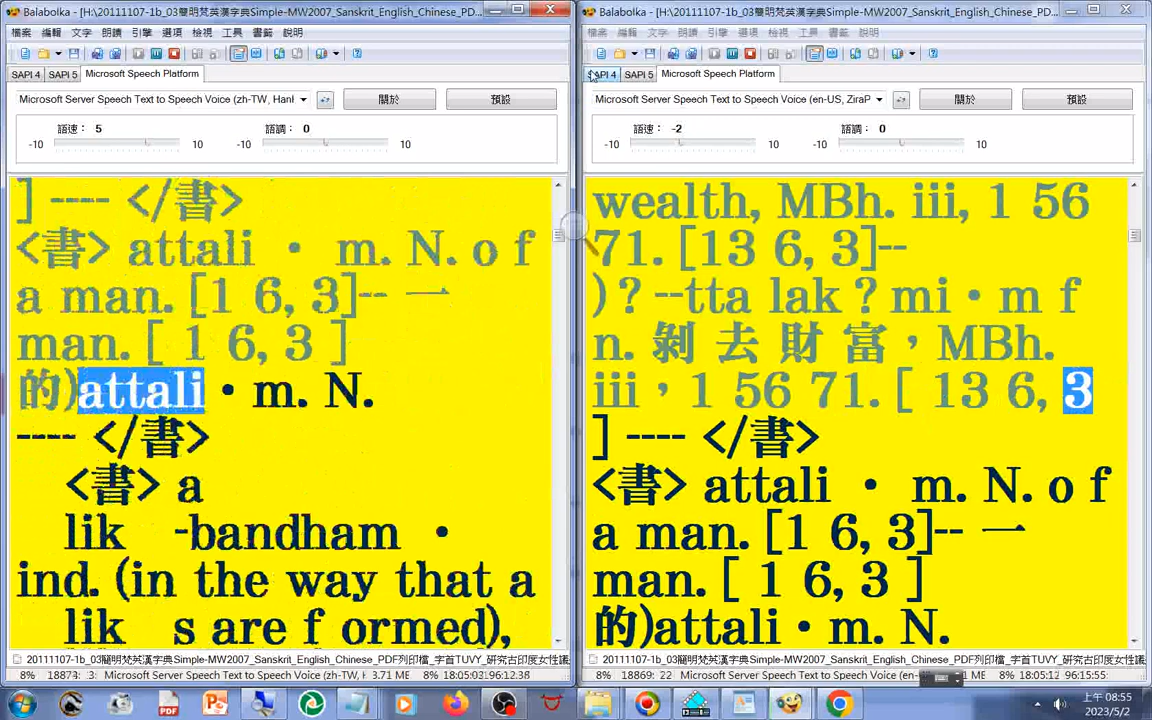 Balabolka - [H:\20111107-1b_03簡明梵英漢字典Simple-MW2007_Sanskrit_English_Chinese_PD...
檔案 編輯 文字 朗讀 引擎 選項 檢視 工具 書籤 說明
SAPI 4 SAPI 5 Microsoft Speech Platform
Microsoft Server Speech Text to Speech Voice (zh-TW, HanH 關於 預設
語速： 5 語調： 0
-10 10 -10 10
] ---- </書>
<書> attali • m. N. o f
a man. [1 6, 3]-- 一
man. [ 1 6, 3 ]
的)attali • m. N.
---- </書>
<書> a
lik -bandham •
ind. (in the way that a
lik s are f ormed),
20111107-1b_03簡明梵英漢字典Simple-MW2007_Sanskrit_English_Chinese_PDF列印檔_字首TUVY_研究古印度女性議
8% 18873: :3: Microsoft Server Speech Text to Speech Voice (zh-TW, 3.71 ME 8% 18:05:03\96:12:38
Balabolka - [H:\20111107-1b_03簡明梵英漢字典Simple-MW2007_Sanskrit_English_Chinese_PD...
檔案 編輯 文字 朗讀 引擎 選項 檢視 工具 書籤 說明
SAPI 4 SAPI 5 Microsoft Speech Platform
Microsoft Server Speech Text to Speech Voice (en-US, ZiraP 關於 預設
語速： -2 語調： 0
-10 10 -10 10
wealth, MBh. iii, 1 56
71. [13 6, 3]--
) ? --tta lak ? mi • m f
n. 剝 去 財 富，MBh.
iii，1 56 71. [ 13 6, 3
] ---- </書>
<書> attali • m. N. o f
a man. [1 6, 3]-- 一
man. [ 1 6, 3 ]
的)attali • m. N.
20111107-1b_03簡明梵英漢字典Simple-MW2007_Sanskrit_English_Chinese_PDF列印檔_字首TUVY_研究古印度女性議
8% 18869: 22 Microsoft Server Speech Text to Speech Voice (en-US 8% 18:05:12 96:15:55
上午 08:55
2023/5/2